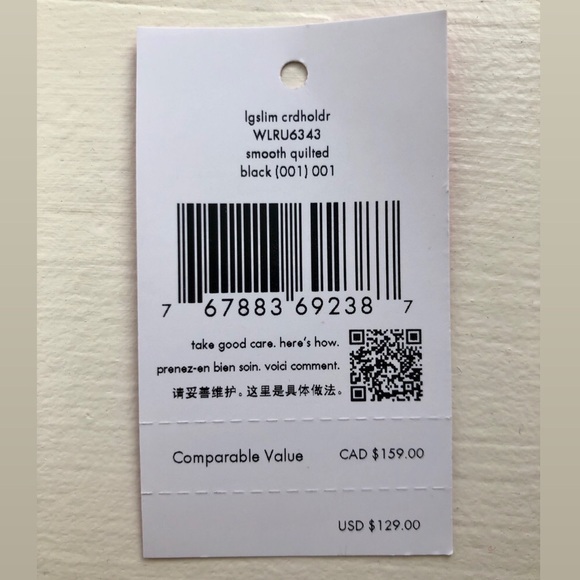 lgslim crdholdr
WLRU6343
smooth quilted
black (001) 001
7 67883 69238 7
take good care. here's how.
prenez-en bien soin. voici comment.
请妥善维护。这里是具体做法。
Comparable Value CAD $159.00
USD $129.00